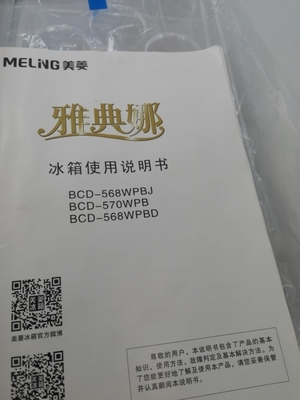 MELING美菱
雅典娜
冰箱使用说明书
BCD-568WPBJ
BCD-570WPB
BCD-568WPBD
美菱冰箱官方微博
尊敬的用户，本说明书包含了产品的基本
知识、使用方法、故障判定及基本解决方法。为
了您能更好地了解及使用本产品，请您妥善保管
并认真翻阅本说明书。